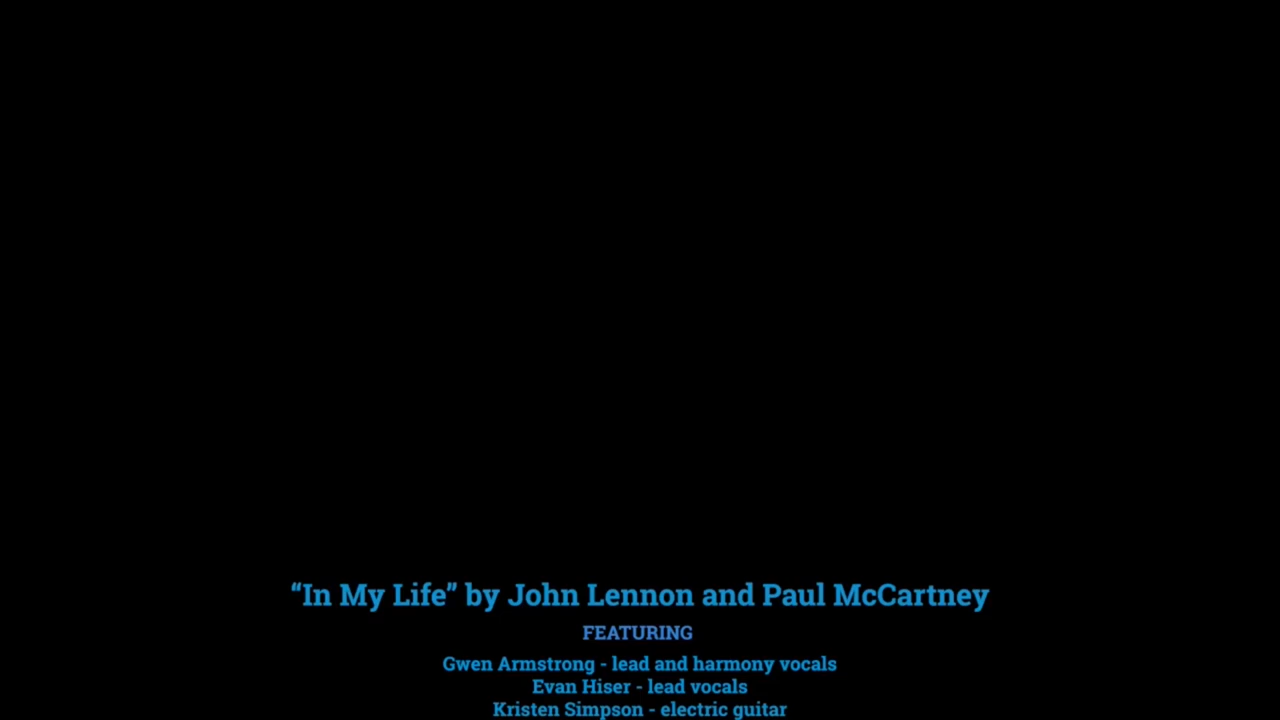 “In My Life” by John Lennon and Paul McCartney
FEATURING
Gwen Armstrong - lead and harmony vocals
Evan Hiser - lead vocals
Kristen Simpson - electric guitar